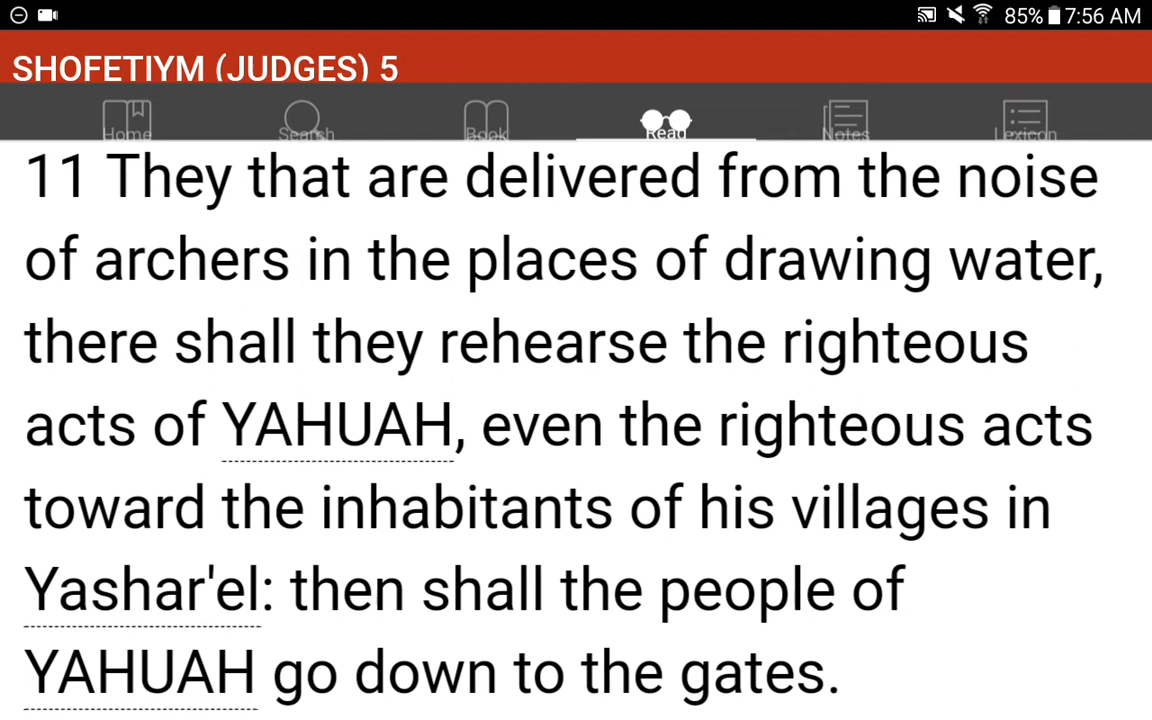 85% 7:56 AM
SHOFETIYM (JUDGES) 5
Home Search Book Read Notes Lexicon
11 They that are delivered from the noise
of archers in the places of drawing water,
there shall they rehearse the righteous
acts of YAHUAH, even the righteous acts
toward the inhabitants of his villages in
Yashar'el: then shall the people of
YAHUAH go down to the gates.